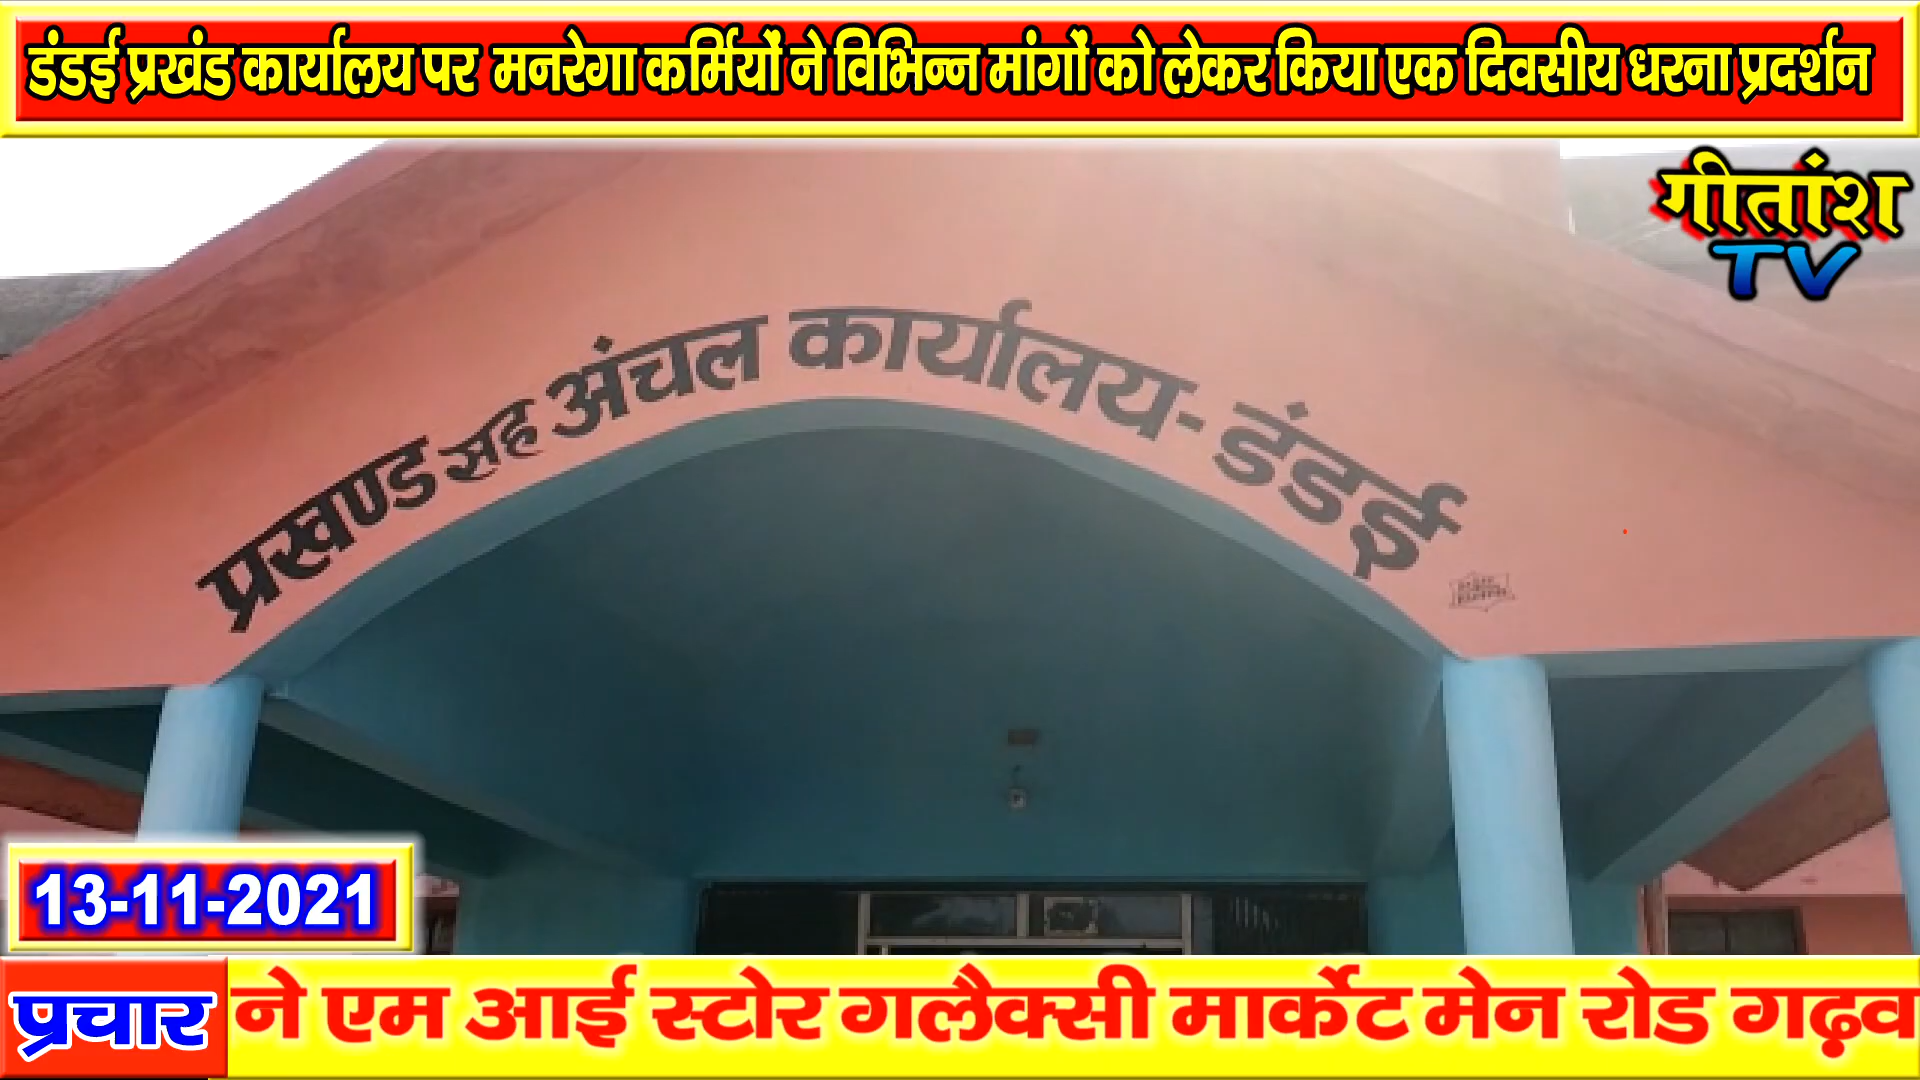 डंडई प्रखंड कार्यालय पर मनरेगा कर्मियों ने विभिन्न मांगों को लेकर किया एक दिवसीय धरना प्रदर्शन
गीतांश
TV
प्रखण्ड सह अंचल कार्यालय-डंडई
13-11-2021
प्रचार ने एम आई स्टोर गलैक्सी मार्केट मेन रोड गढ़व